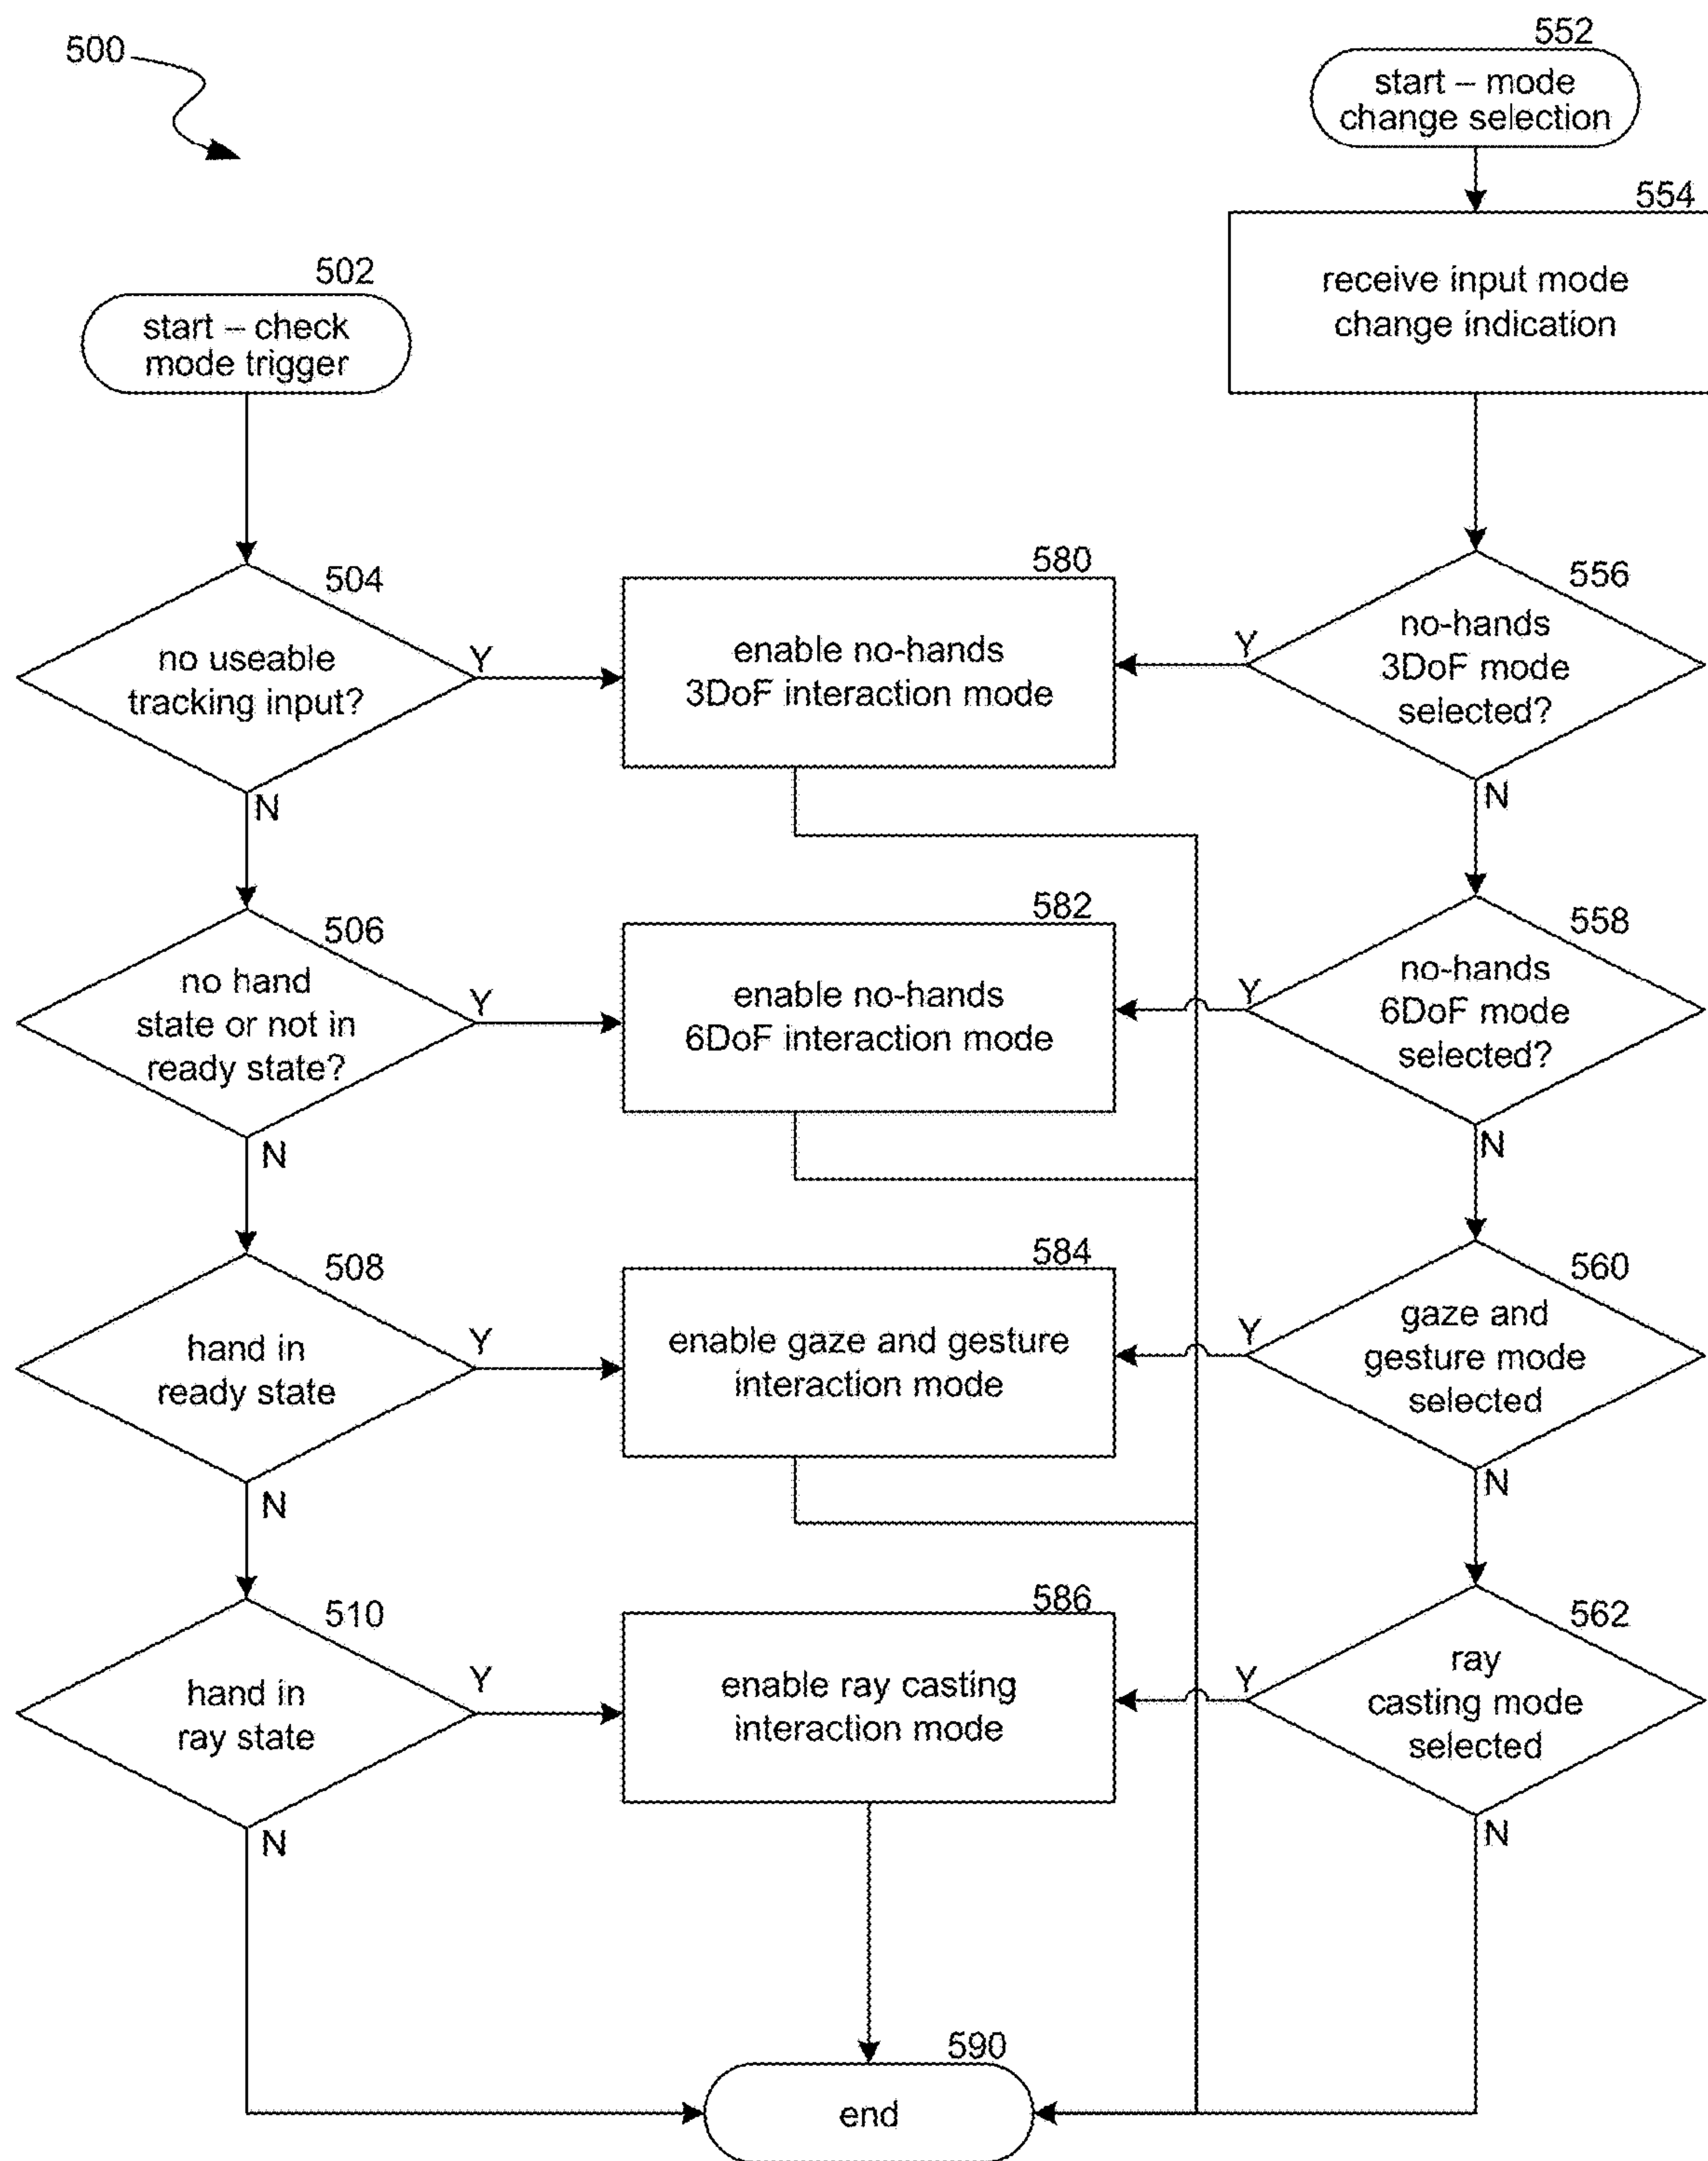 500
552
start – mode
change selection
554
receive input mode
change indication
502
start – check
mode trigger
504
no useable
tracking input?
Y
N
580
enable no-hands
3DoF interaction mode
556
no-hands
3DoF mode
selected?
Y
N
506
no hand
state or not in
ready state?
Y
N
582
enable no-hands
6DoF interaction mode
558
no-hands
6DoF mode
selected?
Y
N
508
hand in
ready state
Y
N
584
enable gaze and gesture
interaction mode
560
gaze and
gesture mode
selected
Y
N
510
hand in
ray state
Y
N
586
enable ray casting
interaction mode
562
ray
casting mode
selected
Y
N
590
end